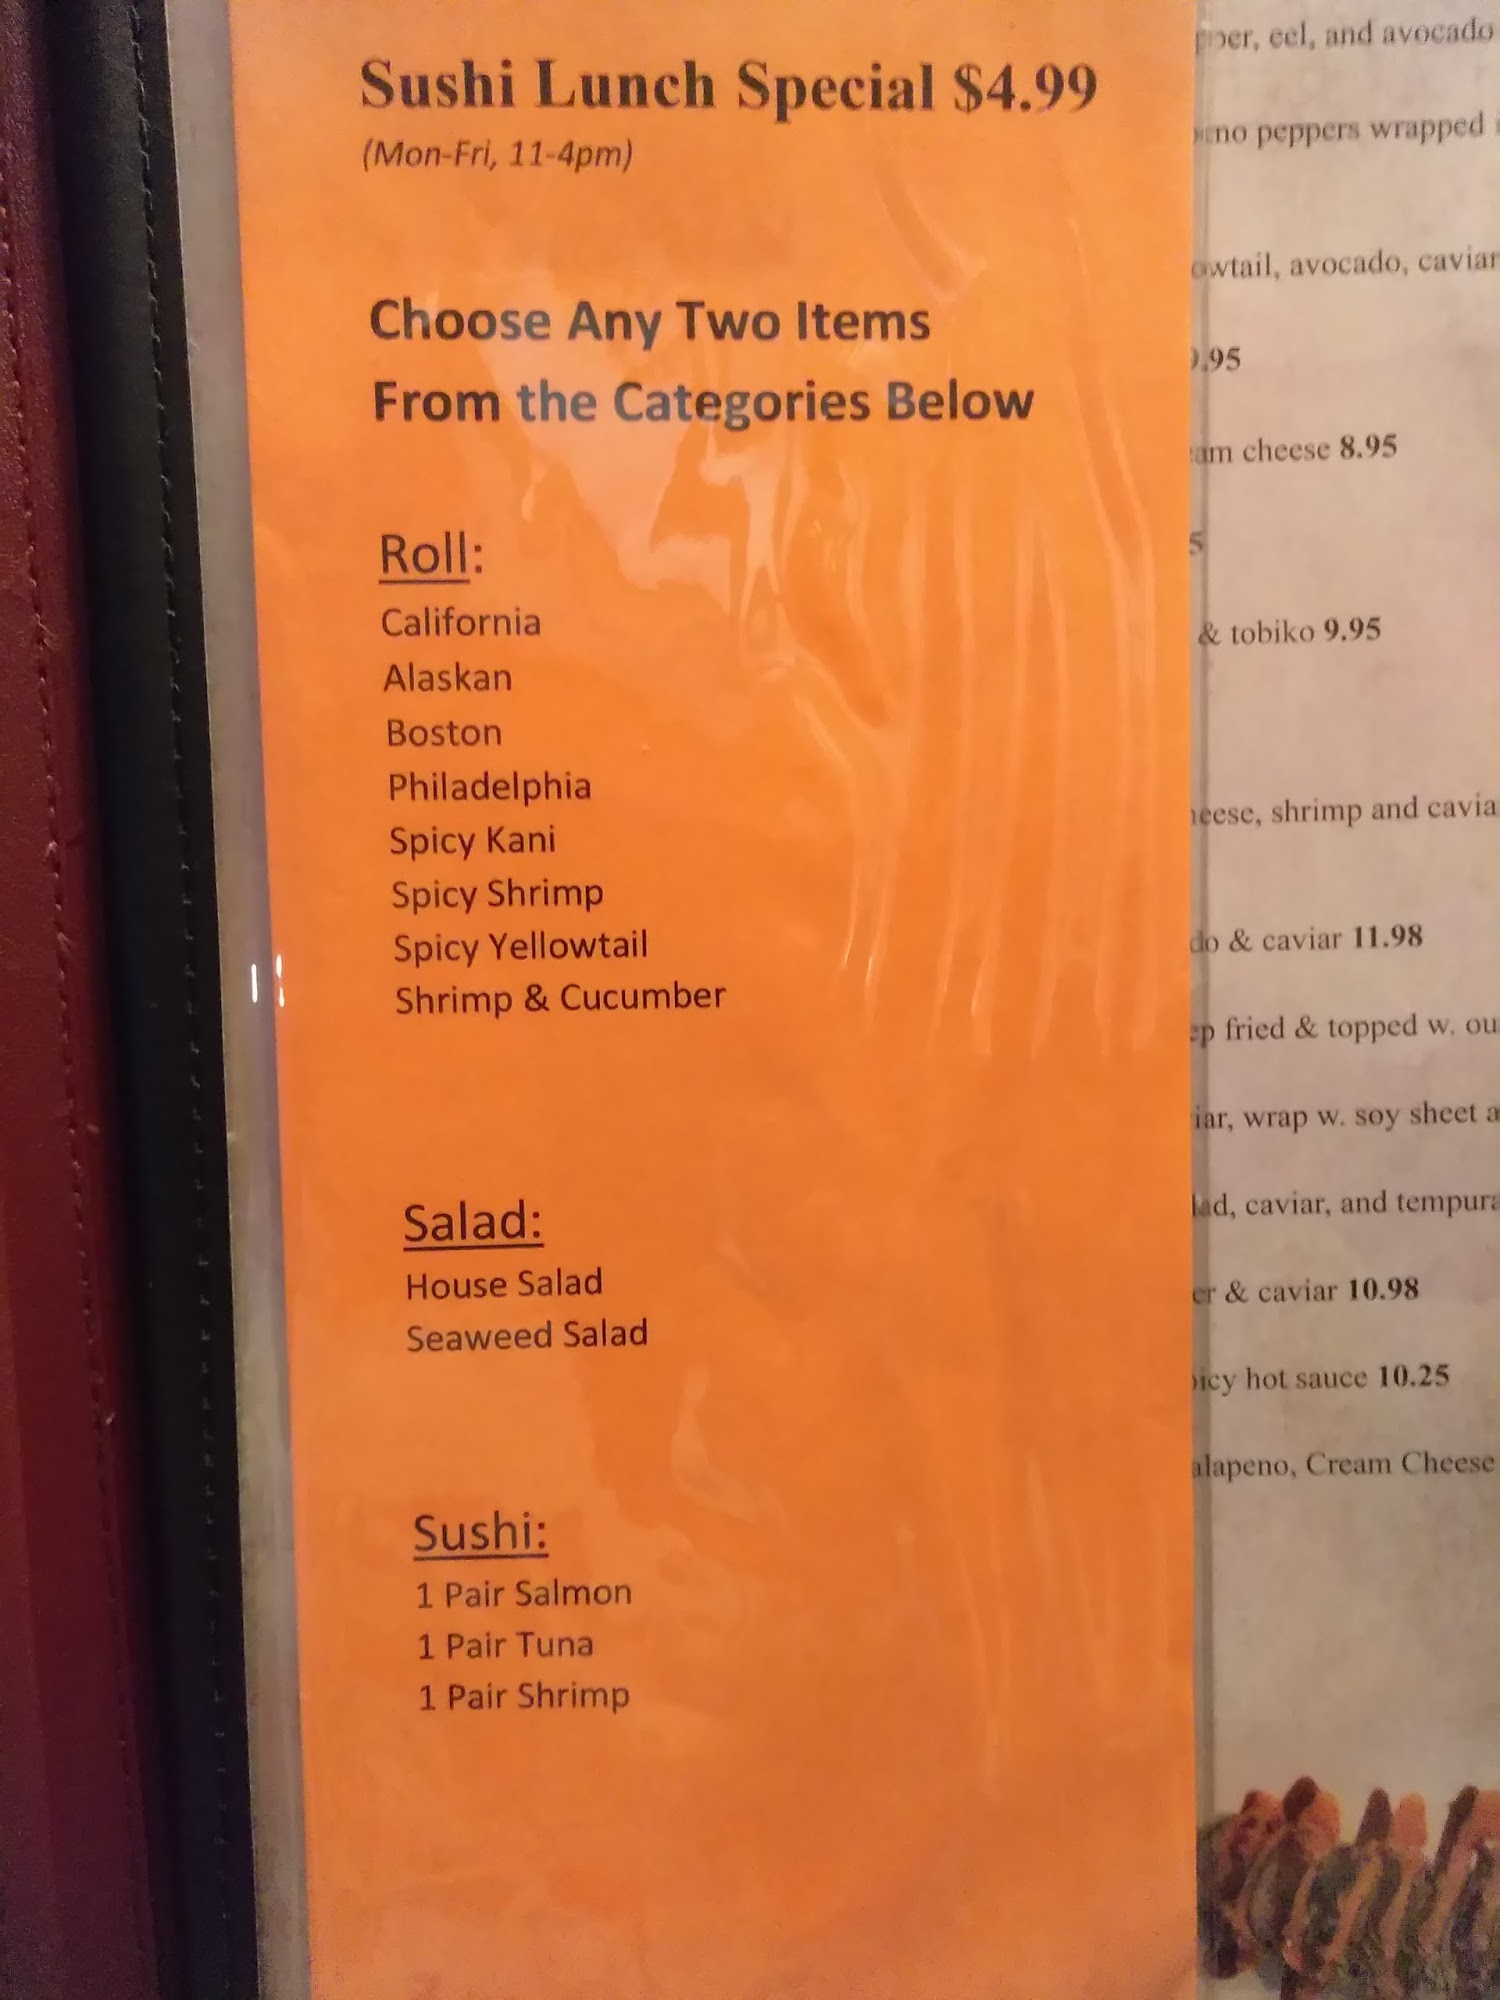 Sushi Lunch Special $4.99
(Mon-Fri, 11-4pm)
Choose Any Two Items
From the Categories Below
Roll:
California
Alaskan
Boston
Philadelphia
Spicy Kani
Spicy Shrimp
Spicy Yellowtail
Shrimp & Cucumber
Salad:
House Salad
Seaweed Salad
Sushi:
1 Pair Salmon
1 Pair Tuna
1 Pair Shrimp
eel, and avocado
peppers wrapped
avocado, caviar
.95
cheese 8.95
5
& tobiko 9.95
shrimp and
& caviar 11.98
fried & topped w.
wrap w. soy sheet
caviar, and
& caviar 10.98
hot sauce 10.25
Cream Cheese